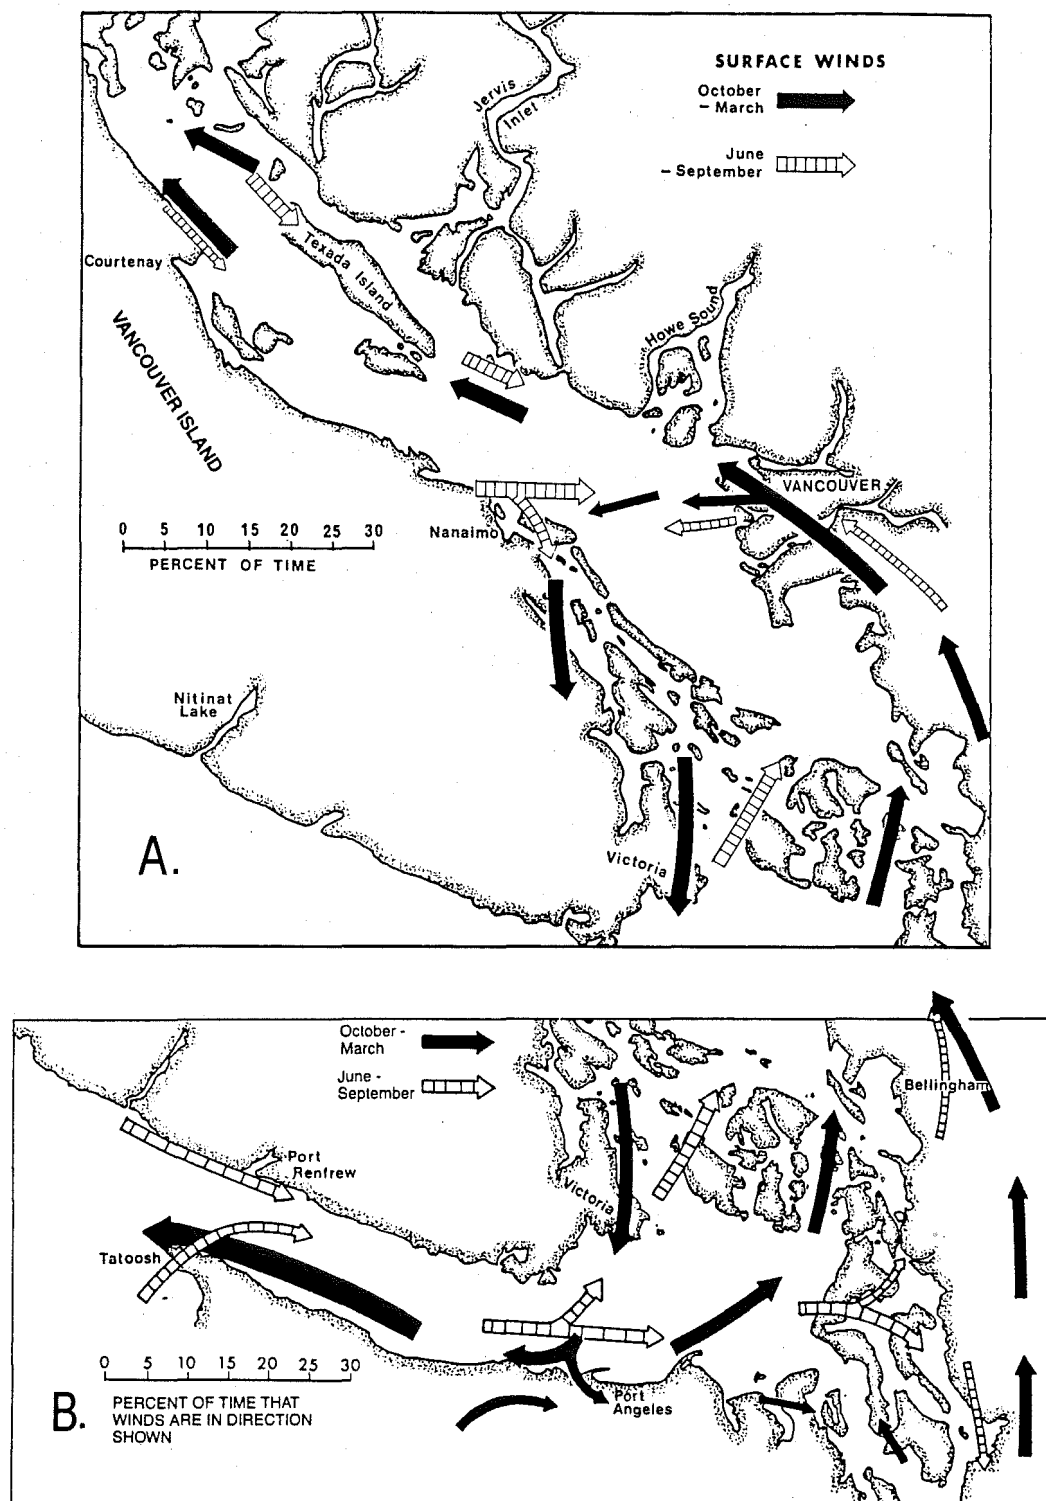 SURFACE WINDS
October
– March
June
– September
Jervis
Inlet
Texada Island
Courtenay
Howe Sound
VANCOUVER ISLAND
VANCOUVER
Nanaimo
0 5 10 15 20 25 30
PERCENT OF TIME
Nitinat
Lake
A.
Victoria
October -
March
June -
September
Bellingham
Port
Renfrew
Victoria
Tatoosh
0 5 10 15 20 25 30
Port
Angeles
B.
PERCENT OF TIME THAT
WINDS ARE IN DIRECTION
SHOWN